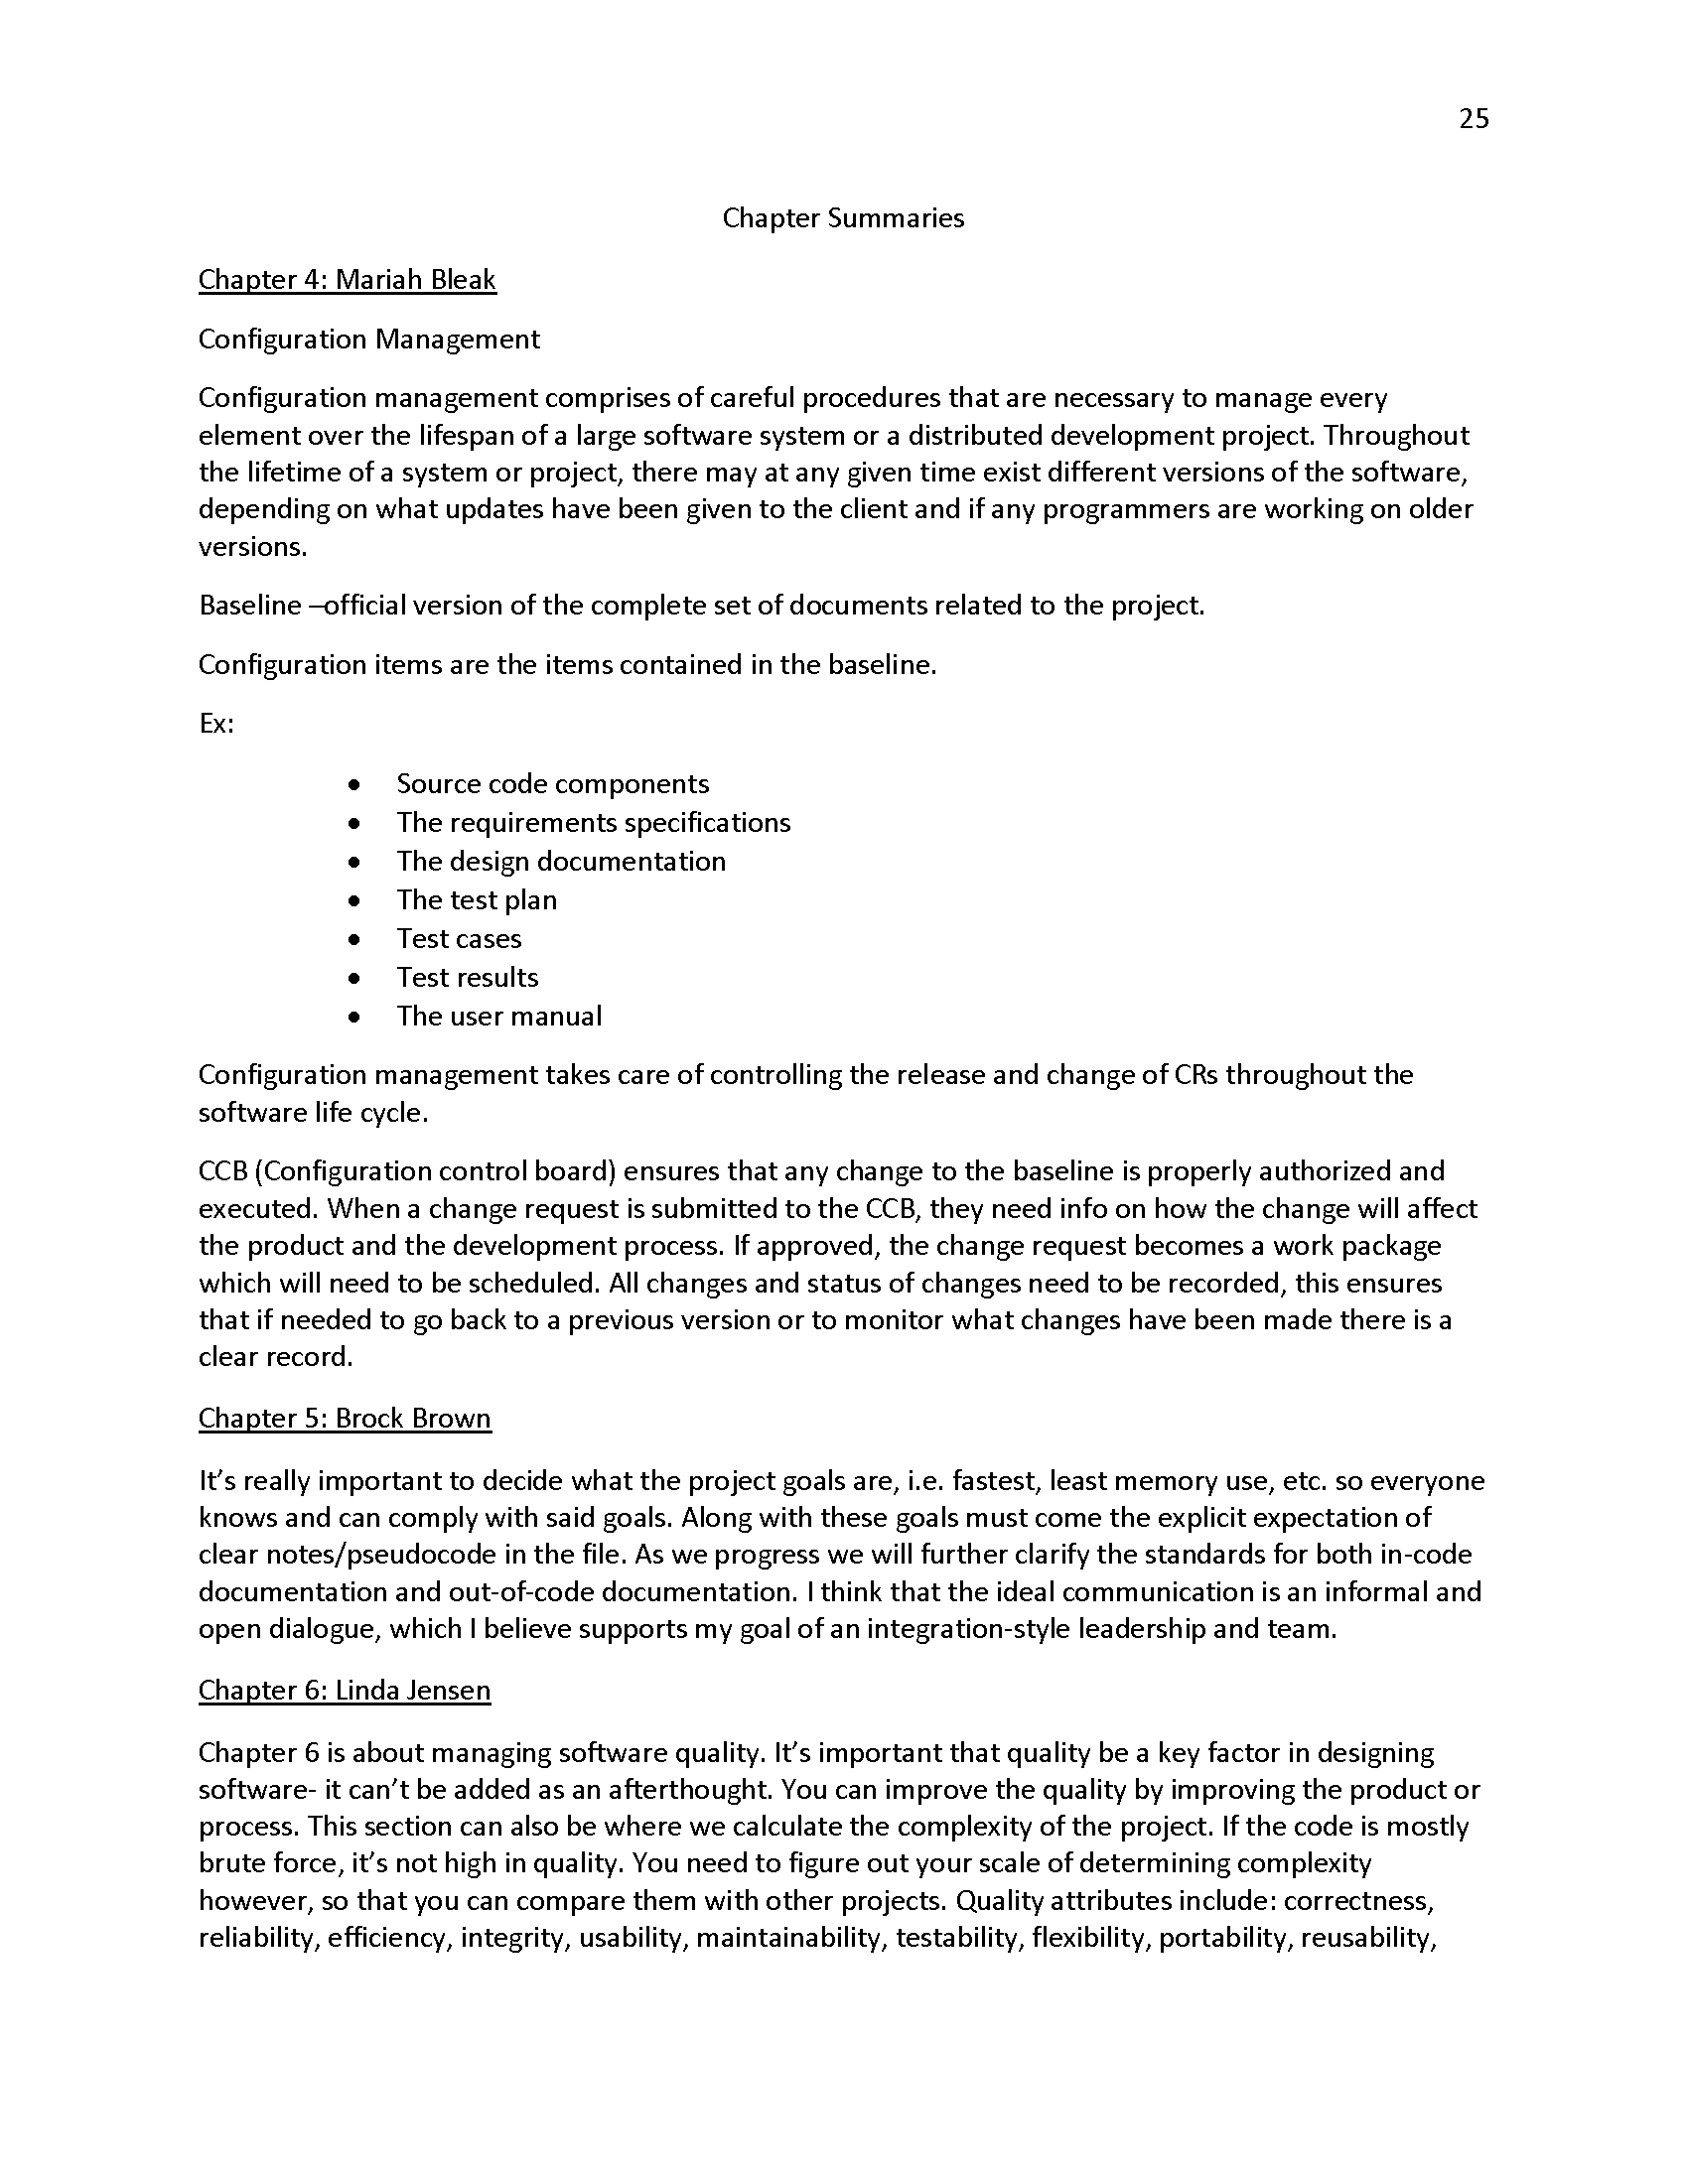 25
Chapter Summaries
Chapter 4: Mariah Bleak
Configuration Management
Configuration management comprises of careful procedures that are necessary to manage every
element over the lifespan of a large software system or a distributed development project. Throughout
the lifetime of a system or project, there may at any given time exist different versions of the software,
depending on what updates have been given to the client and if any programmers are working on older
versions.
Baseline –official version of the complete set of documents related to the project.
Configuration items are the items contained in the baseline.
Ex:
• Source code components
• The requirements specifications
• The design documentation
• The test plan
• Test cases
• Test results
• The user manual
Configuration management takes care of controlling the release and change of CRs throughout the
software life cycle.
CCB (Configuration control board) ensures that any change to the baseline is properly authorized and
executed. When a change request is submitted to the CCB, they need info on how the change will affect
the product and the development process. If approved, the change request becomes a work package
which will need to be scheduled. All changes and status of changes need to be recorded, this ensures
that if needed to go back to a previous version or to monitor what changes have been made there is a
clear record.
Chapter 5: Brock Brown
It’s really important to decide what the project goals are, i.e. fastest, least memory use, etc. so everyone
knows and can comply with said goals. Along with these goals must come the explicit expectation of
clear notes/pseudocode in the file. As we progress we will further clarify the standards for both in-code
documentation and out-of-code documentation. I think that the ideal communication is an informal and
open dialogue, which I believe supports my goal of an integration-style leadership and team.
Chapter 6: Linda Jensen
Chapter 6 is about managing software quality. It’s important that quality be a key factor in designing
software- it can’t be added as an afterthought. You can improve the quality by improving the product or
process. This section can also be where we calculate the complexity of the project. If the code is mostly
brute force, it’s not high in quality. You need to figure out your scale of determining complexity
however, so that you can compare them with other projects. Quality attributes include: correctness,
reliability, efficiency, integrity, usability, maintainability, testability, flexibility, portability, reusability,